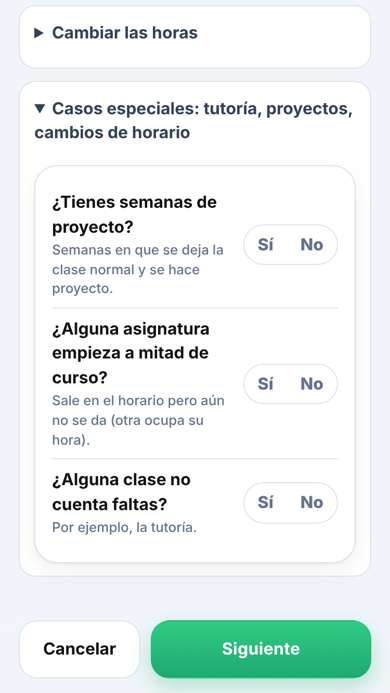 ▶ Cambiar las horas
▼ Casos especiales: tutoría, proyectos,
cambios de horario
¿Tienes semanas de
proyecto?
Semanas en que se deja la
clase normal y se hace
proyecto.
Sí No
¿Alguna asignatura
empieza a mitad de
curso?
Sale en el horario pero aún
no se da (otra ocupa su
hora).
Sí No
¿Alguna clase no
cuenta faltas?
Por ejemplo, la tutoría.
Sí No
Cancelar
Siguiente